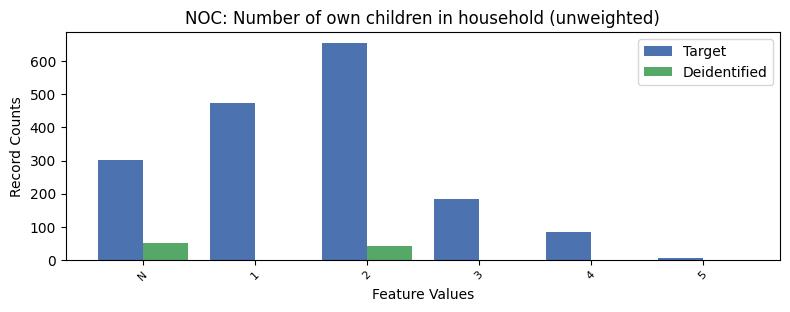 NOC: Number of own children in household (unweighted)
Target
Deidentified
600
500
400
300
200
100
0
Record Counts
N
1
2
3
4
5
Feature Values